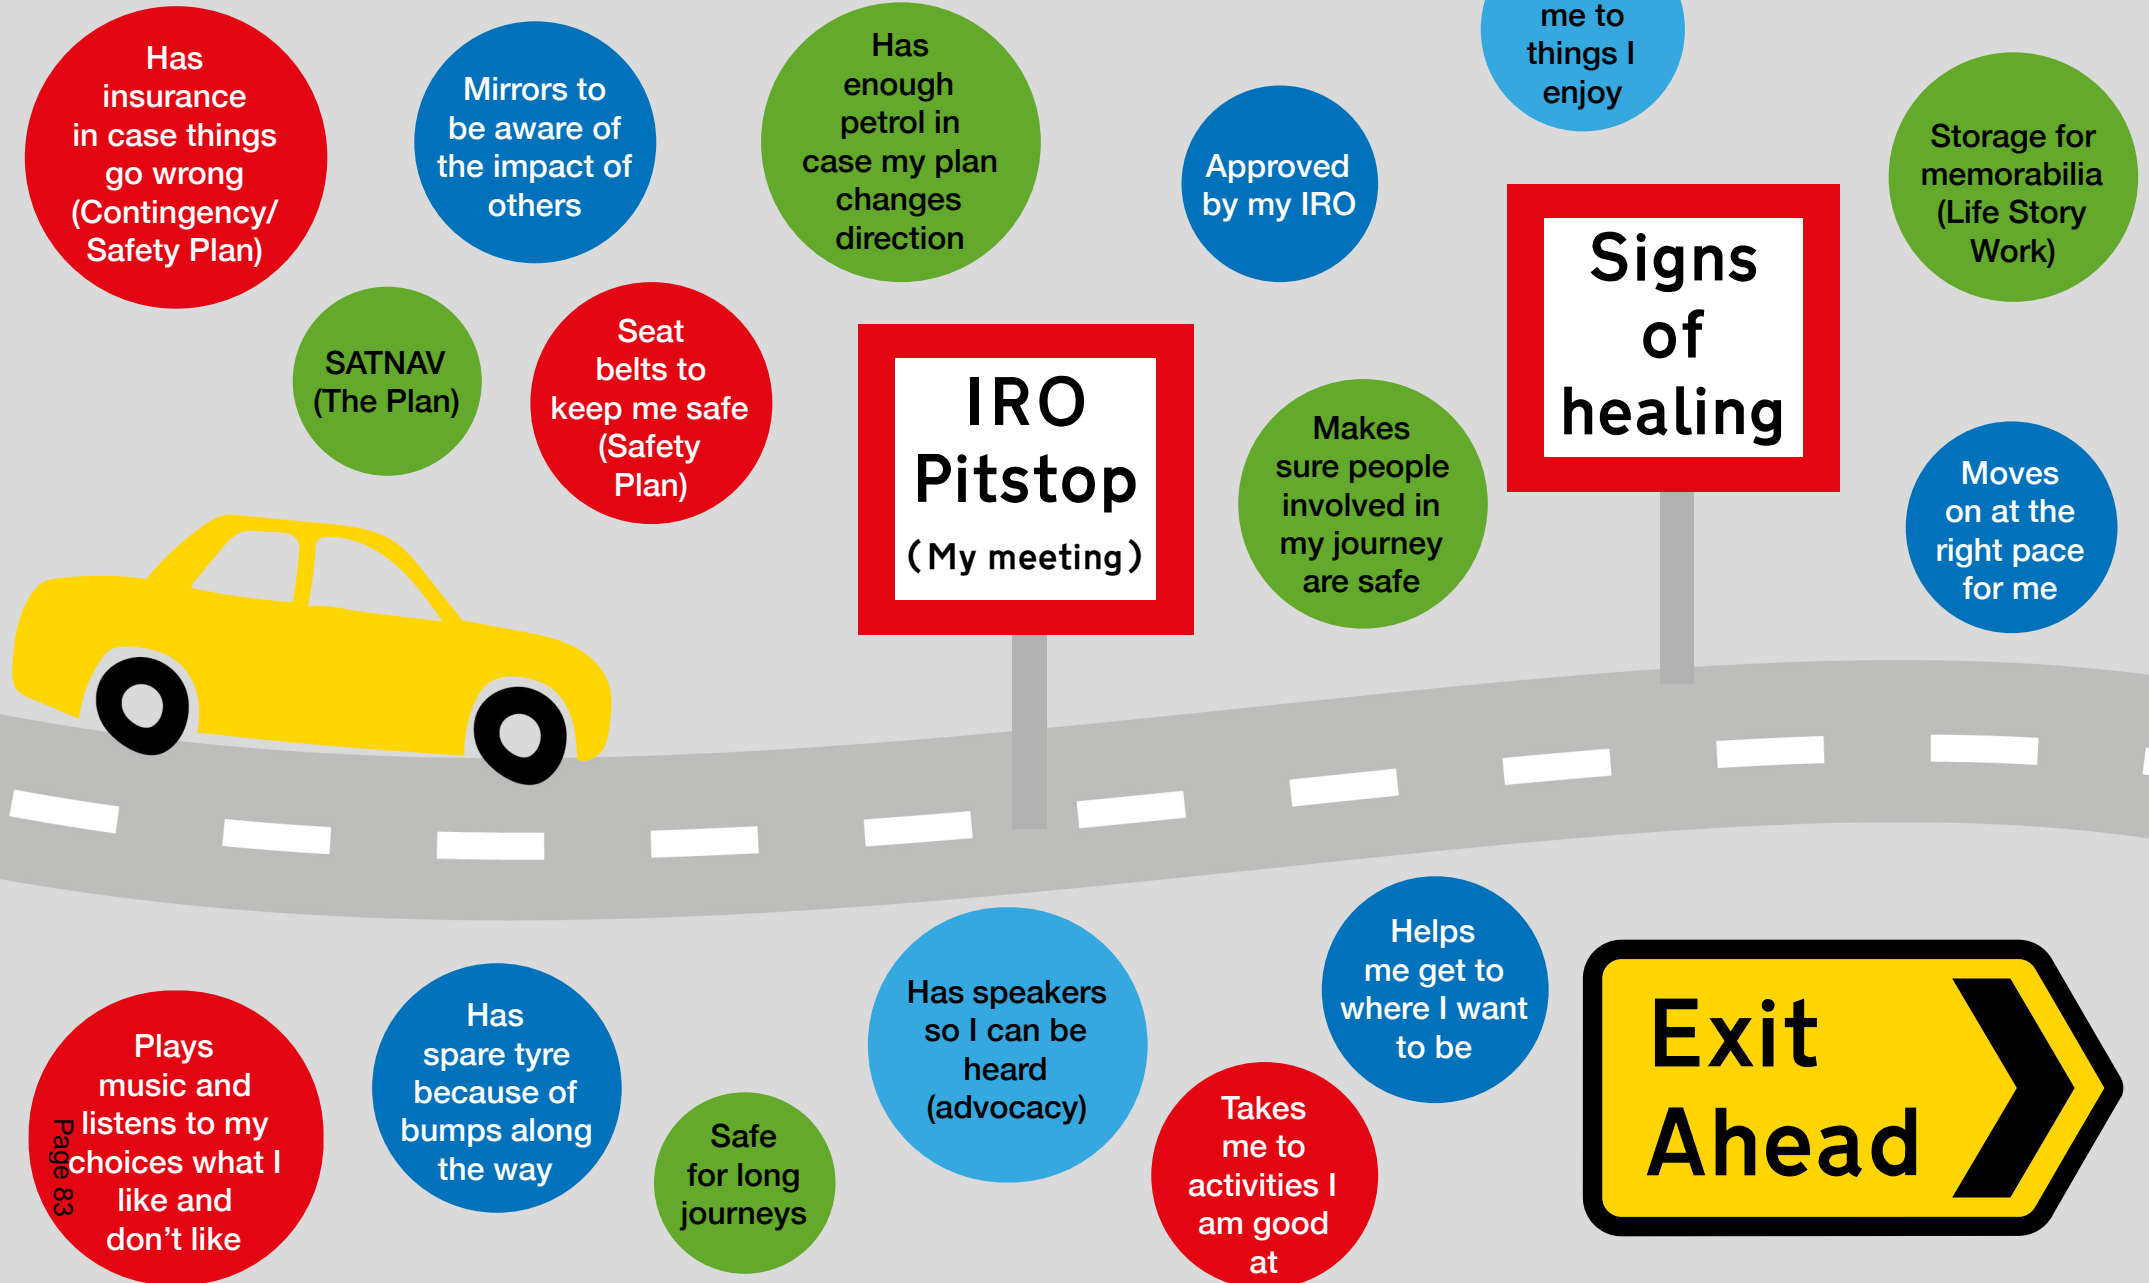 Has
insurance
in case things
go wrong
(Contingency/
Safety Plan)
Mirrors to
be aware of
the impact of
others
Has
enough
petrol in
case my plan
changes
direction
Approved
by my IRO
me to
things I
enjoy
Storage for
memorabilia
(Life Story
Work)
SATNAV
(The Plan)
Seat
belts to
keep me safe
(Safety
Plan)
IRO
Pitstop
(My meeting)
Makes
sure people
involved in
my journey
are safe
Signs
of
healing
Moves
on at the
right pace
for me
Plays
music and
listens to my
choices what I
like and
don't like
Page 83
Has
spare tyre
because of
bumps along
the way
Safe
for long
journeys
Has speakers
so I can be
heard
(advocacy)
Takes
me to
activities I
am good
at
Helps
me get to
where I want
to be
Exit
Ahead